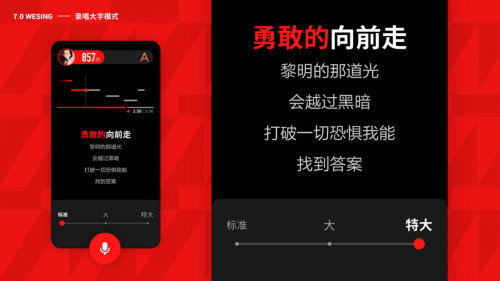 7.0 WESING —— 录唱大字模式
857分 A
1:30 | 3:36
勇敢的向前走
黎明的那道光
会越过黑暗
打破一切恐惧我能
找到答案
标准 大 特大
勇敢的向前走
黎明的那道光
会越过黑暗
打破一切恐惧我能
找到答案
标准 大 特大